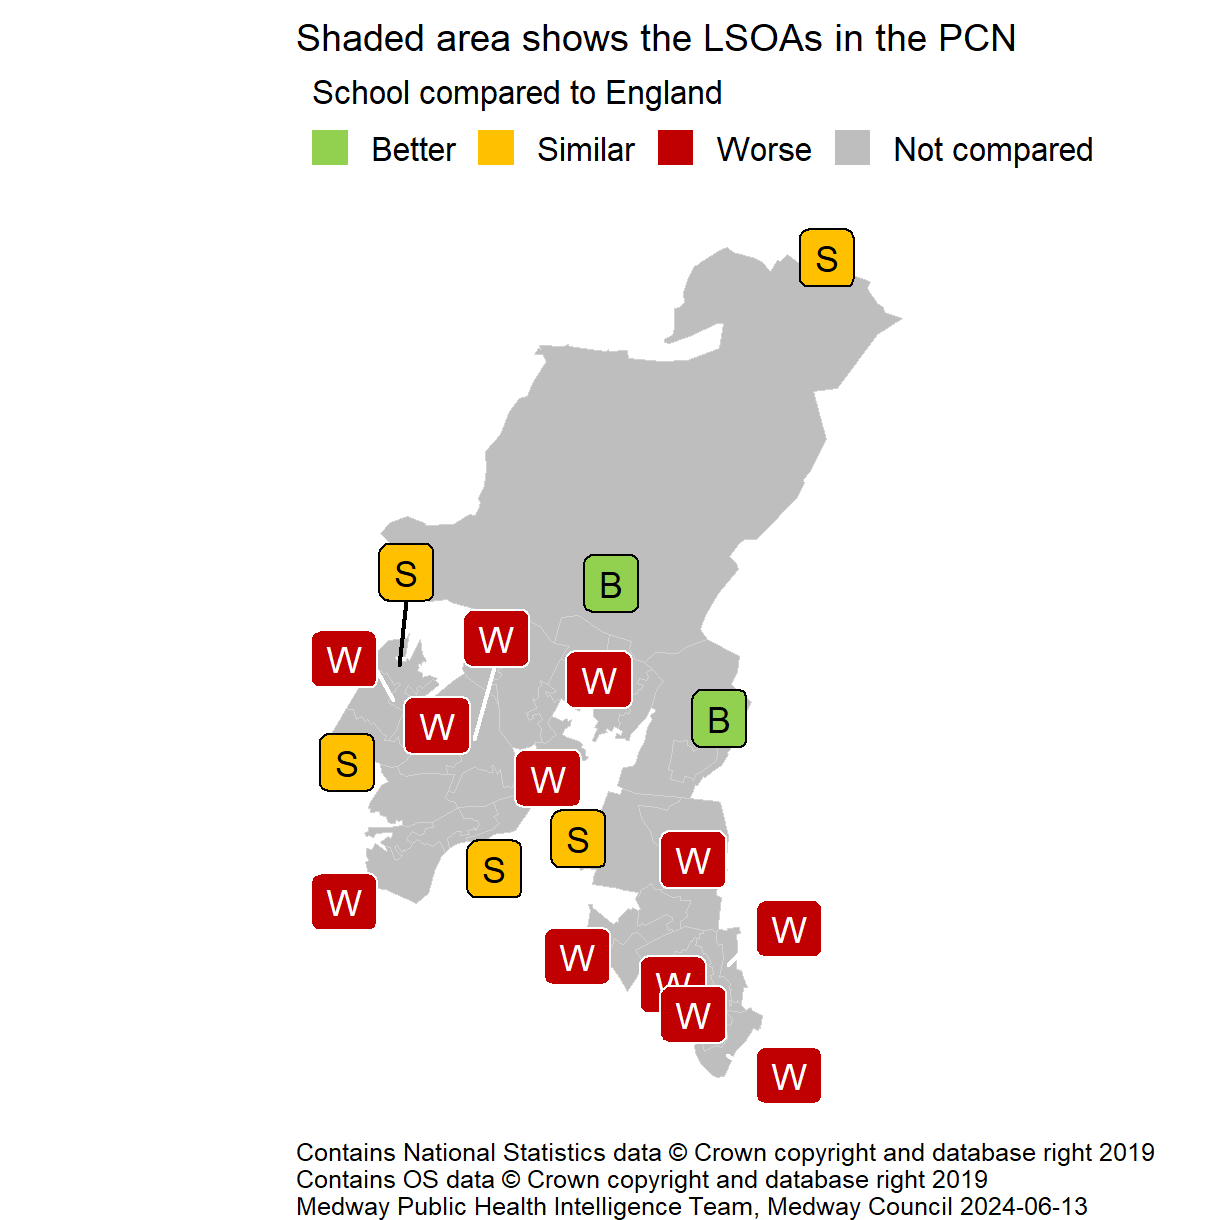 Shaded area shows the LSOAs in the PCN
School compared to England
Better Similar Worse Not compared
S
S
B
W
W
W
W
B
S
W
S
W
S
W
W
W
W
W
W
Contains National Statistics data © Crown copyright and database right 2019
Contains OS data © Crown copyright and database right 2019
Medway Public Health Intelligence Team, Medway Council 2024-06-13